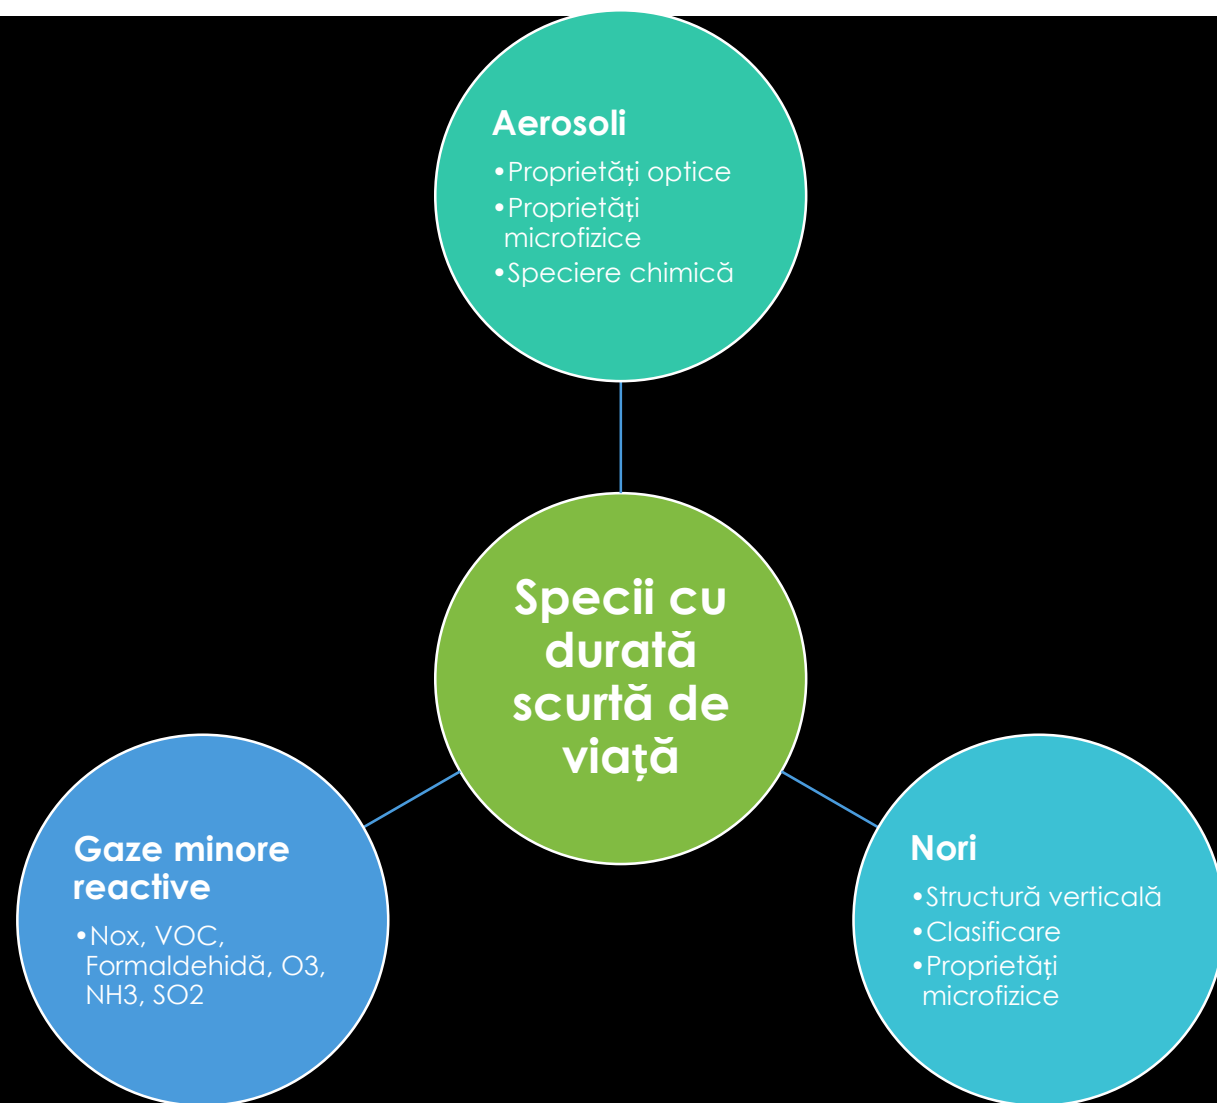 Aerosoli
•Proprietăți optice
•Proprietăți
microfizice
•Speciere chimică
Specii cu
durată
scurtă de
viață
Gaze minore
reactive
•Nox, VOC,
Formaldehidă, O3,
NH3, SO2
Nori
•Structură verticală
•Clasificare
•Proprietăți
microfizice